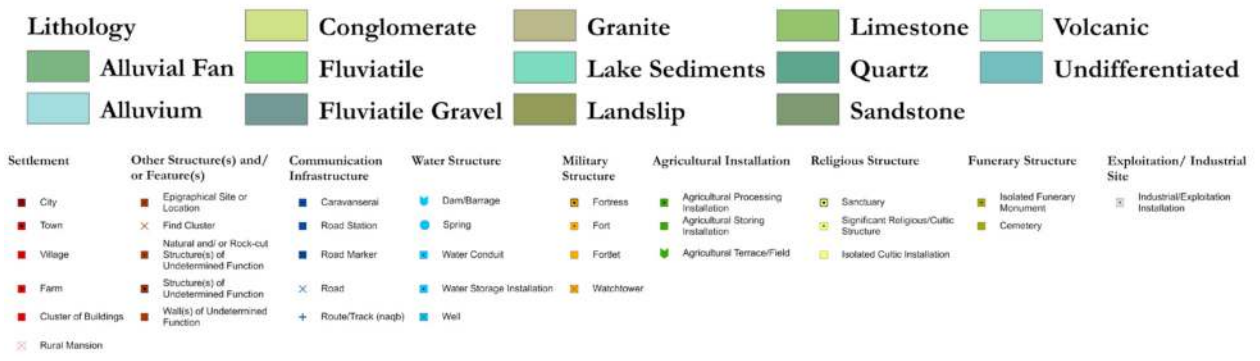 Lithology
Conglomerate
Granite
Limestone
Volcanic
Alluvial Fan
Fluviatile
Lake Sediments
Quartz
Undifferentiated
Alluvium
Fluviatile Gravel
Landslip
Sandstone
Settlement
City
Town
Village
Farm
Cluster of Buildings
Rural Mansion
Other Structure(s) and/
or Feature(s)
Epigraphical Site or
Location
Find Cluster
Natural and/ or Rock-cut
Structure(s) of
Undetermined Function
Structure(s) of
Undetermined Function
Wall(s) of Undetermined
Function
Communication
Infrastructure
Caravanserai
Road Station
Road Marker
Road
Route/Track (naqb)
Water Structure
Dam/Barrage
Spring
Water Conduit
Water Storage Installation
Well
Military
Structure
Fortress
Fort
Fortlet
Watchtower
Agricultural Installation
Agricultural Processing
Installation
Agricultural Storing
Installation
Agricultural Terrace/Field
Religious Structure
Sanctuary
Significant Religious/Cultic
Structure
Isolated Cultic Installation
Funerary Structure
Isolated Funerary
Monument
Cemetery
Exploitation/ Industrial
Site
Industrial/Exploitation
Installation